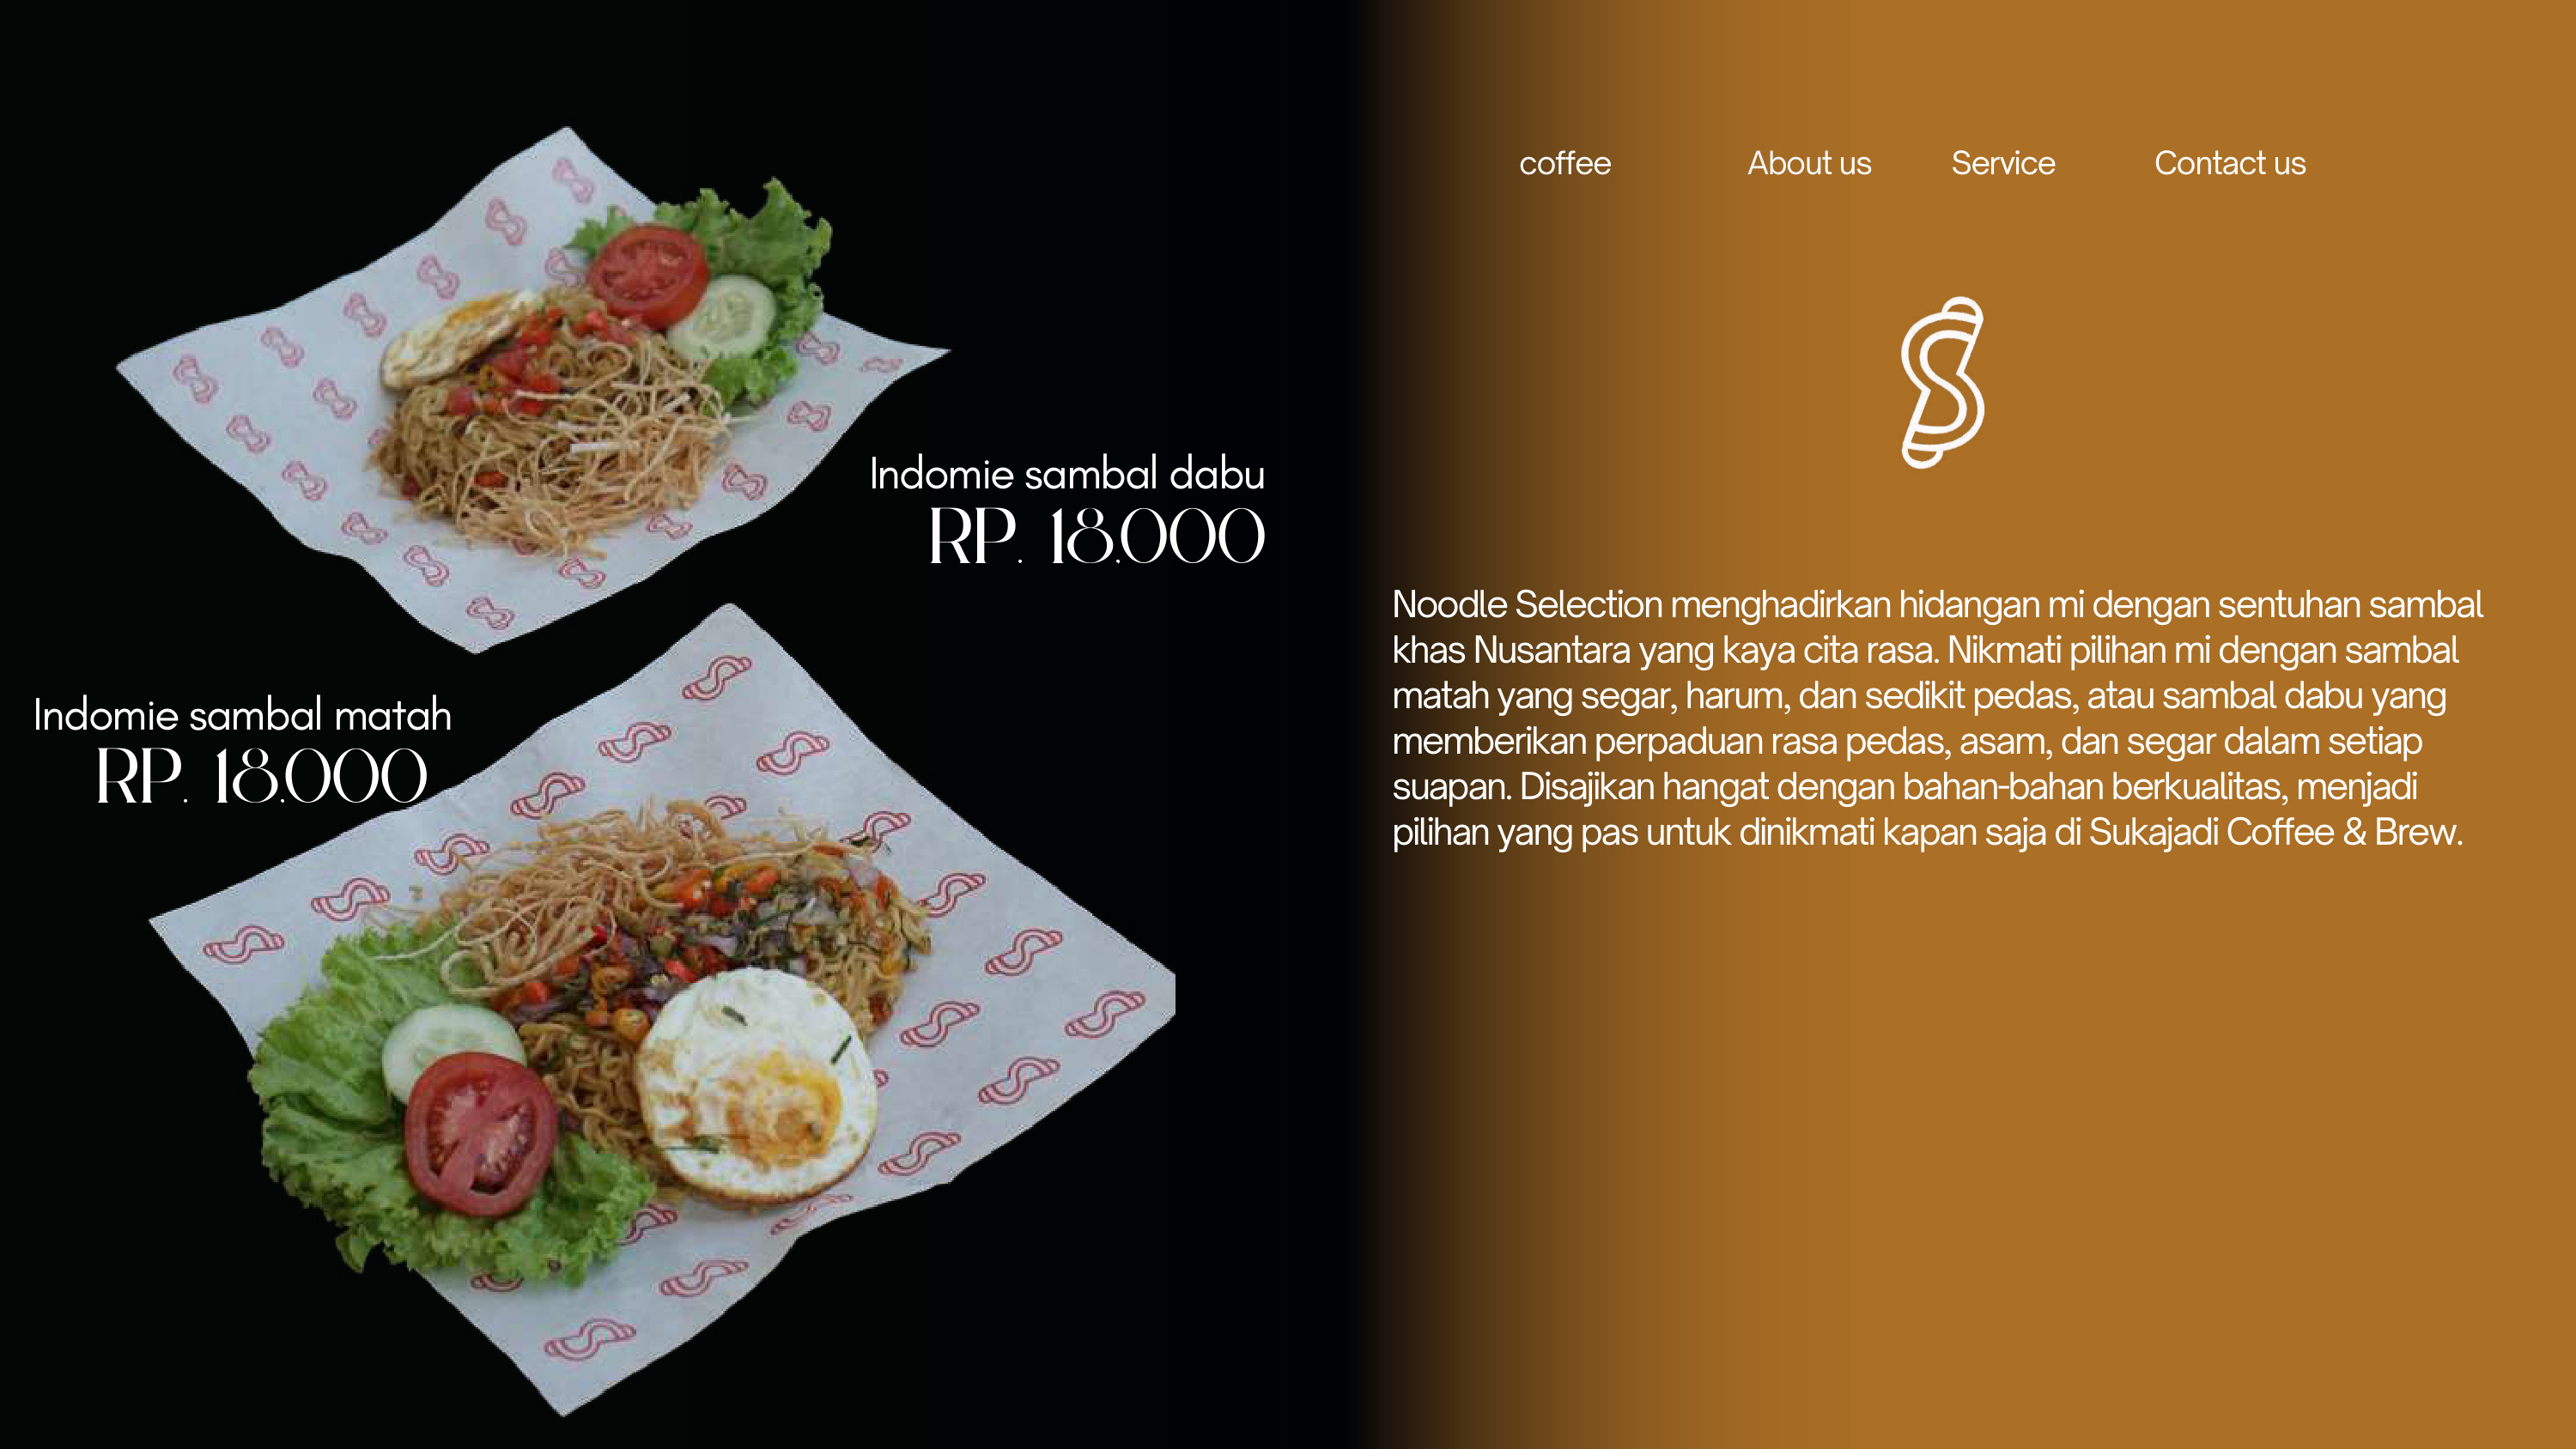 coffee About us Service Contact us
Indomie sambal dabu
RP. 18.000
Indomie sambal matah
RP. 18.000
Noodle Selection menghadirkan hidangan mi dengan sentuhan sambal
khas Nusantara yang kaya cita rasa. Nikmati pilihan mi dengan sambal
matah yang segar, harum, dan sedikit pedas, atau sambal dabu yang
memberikan perpaduan rasa pedas, asam, dan segar dalam setiap
suapan. Disajikan hangat dengan bahan-bahan berkualitas, menjadi
pilihan yang pas untuk dinikmati kapan saja di Sukajadi Coffee & Brew.